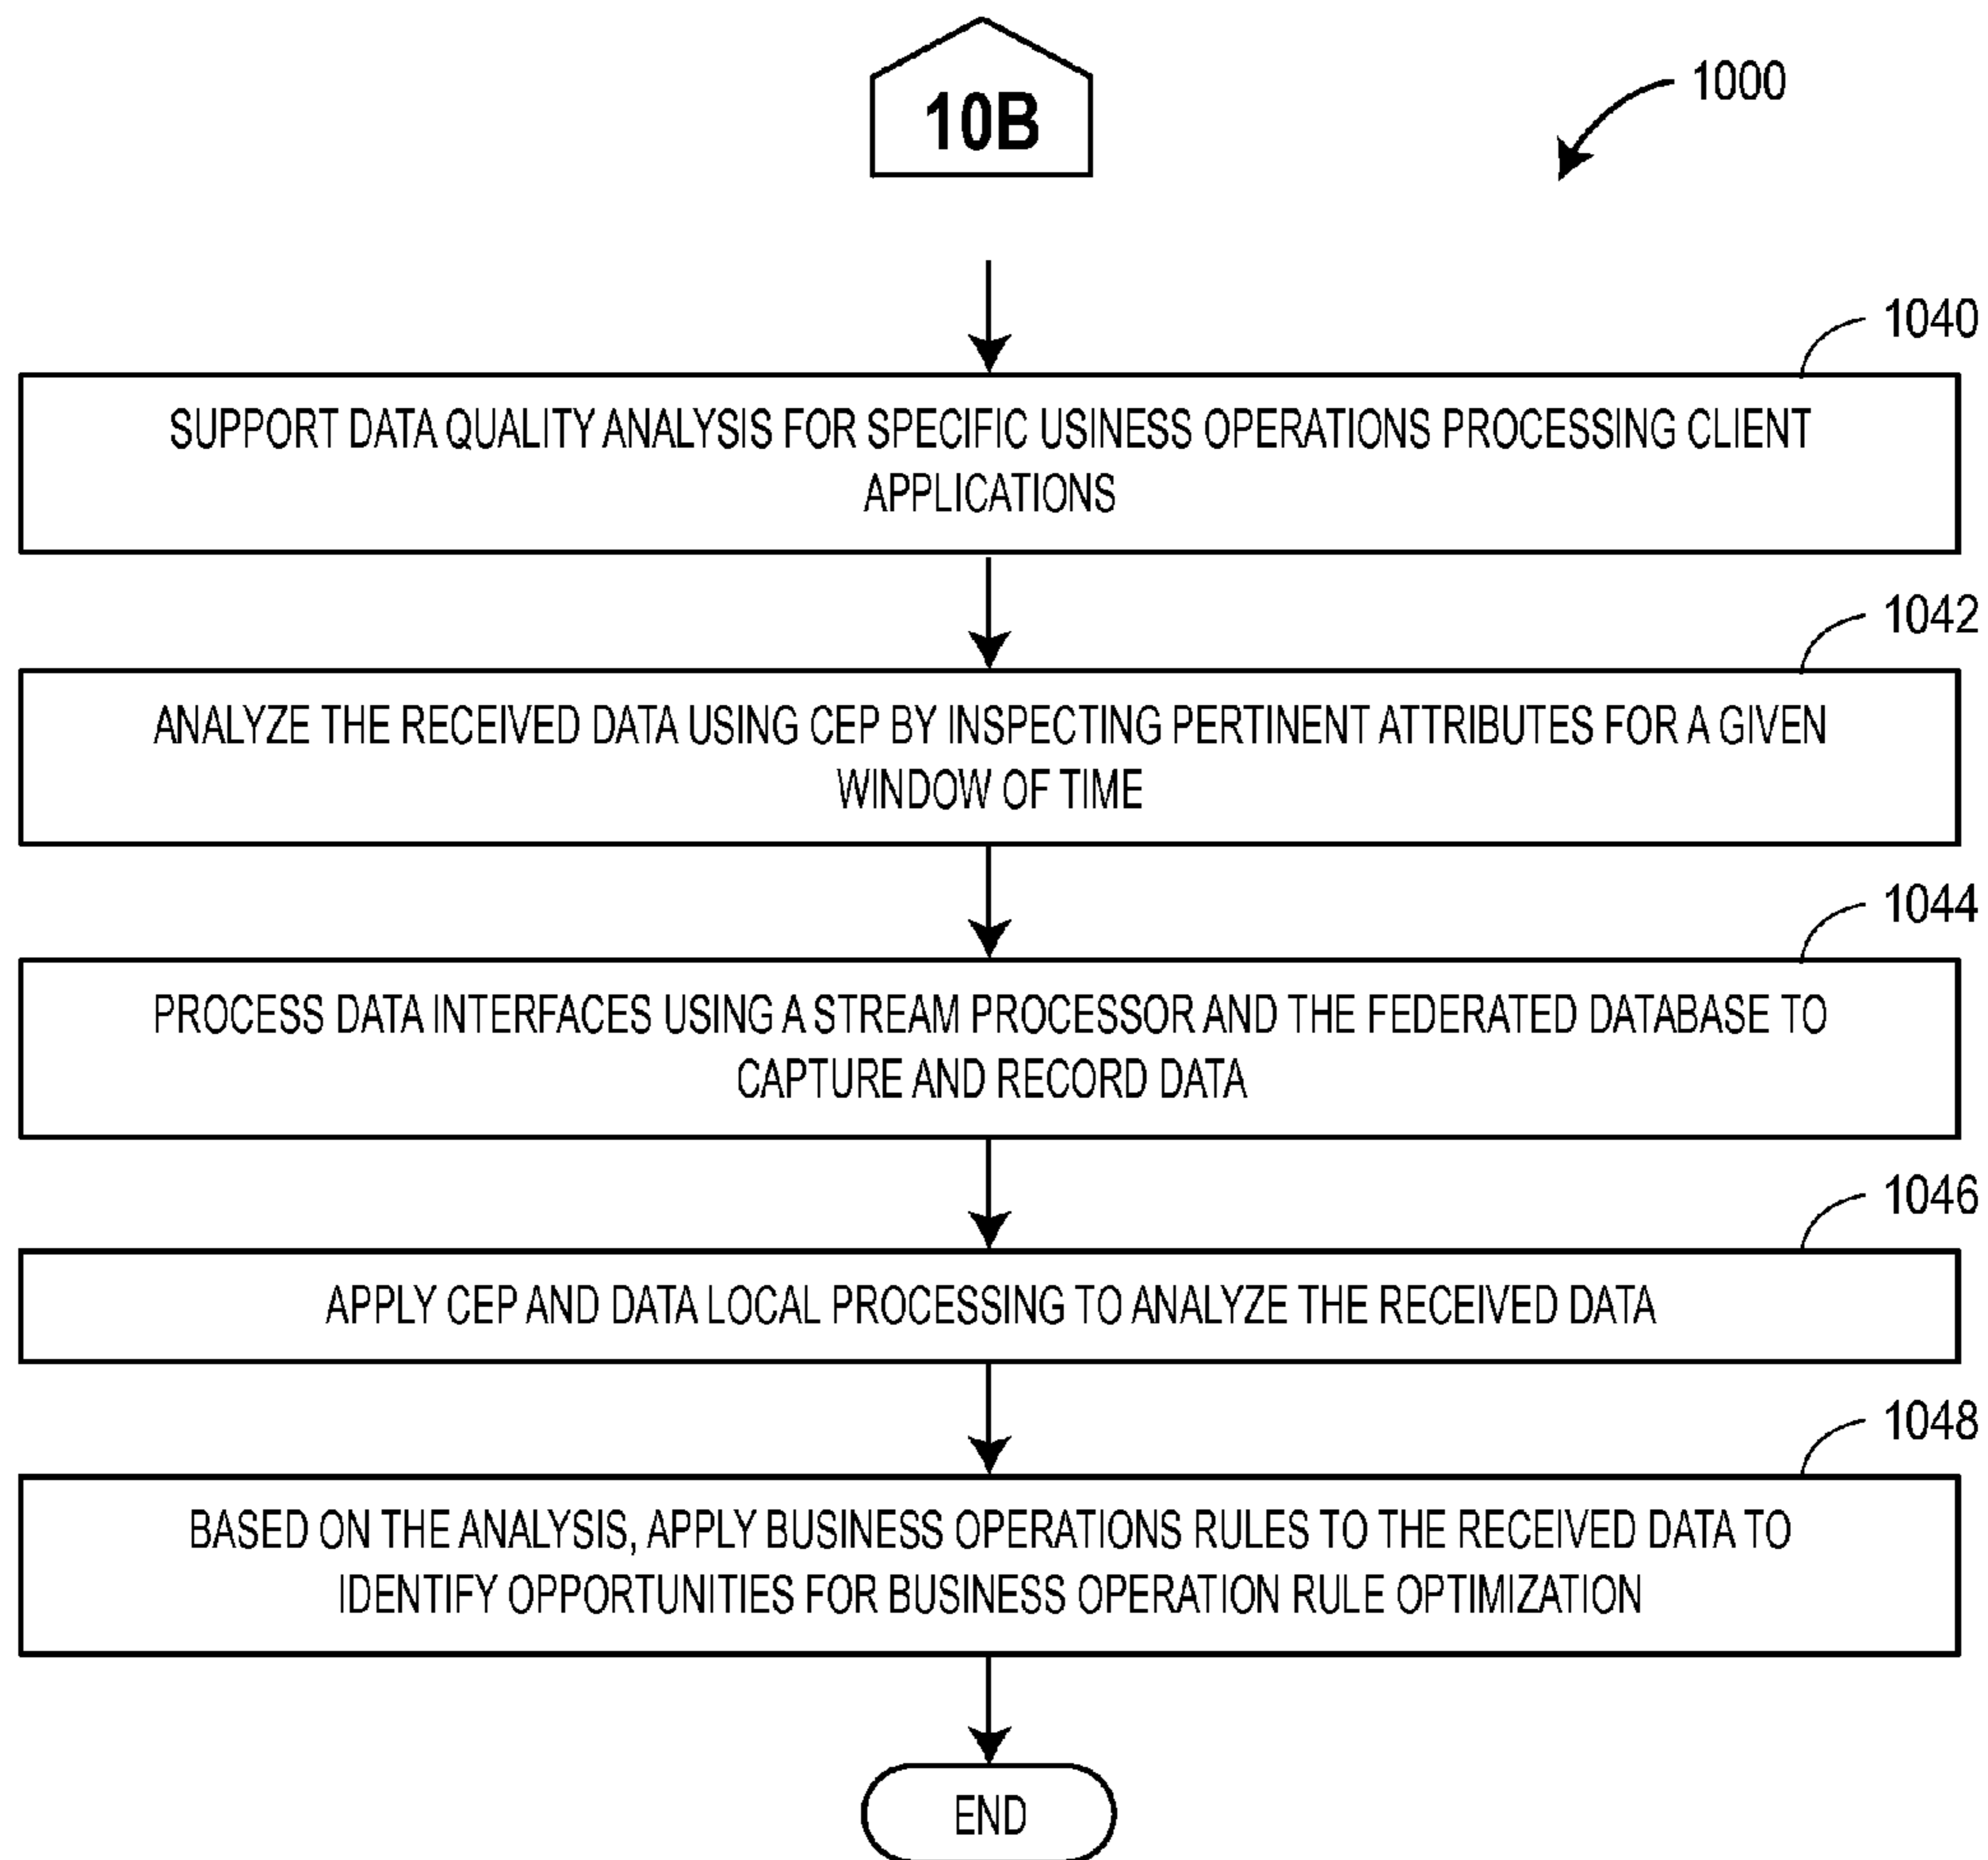 10B
1000
1040
SUPPORT DATA QUALITY ANALYSIS FOR SPECIFIC USINESS OPERATIONS PROCESSING CLIENT
APPLICATIONS
1042
ANALYZE THE RECEIVED DATA USING CEP BY INSPECTING PERTINENT ATTRIBUTES FOR A GIVEN
WINDOW OF TIME
1044
PROCESS DATA INTERFACES USING A STREAM PROCESSOR AND THE FEDERATED DATABASE TO
CAPTURE AND RECORD DATA
1046
APPLY CEP AND DATA LOCAL PROCESSING TO ANALYZE THE RECEIVED DATA
1048
BASED ON THE ANALYSIS, APPLY BUSINESS OPERATIONS RULES TO THE RECEIVED DATA TO
IDENTIFY OPPORTUNITIES FOR BUSINESS OPERATION RULE OPTIMIZATION
END